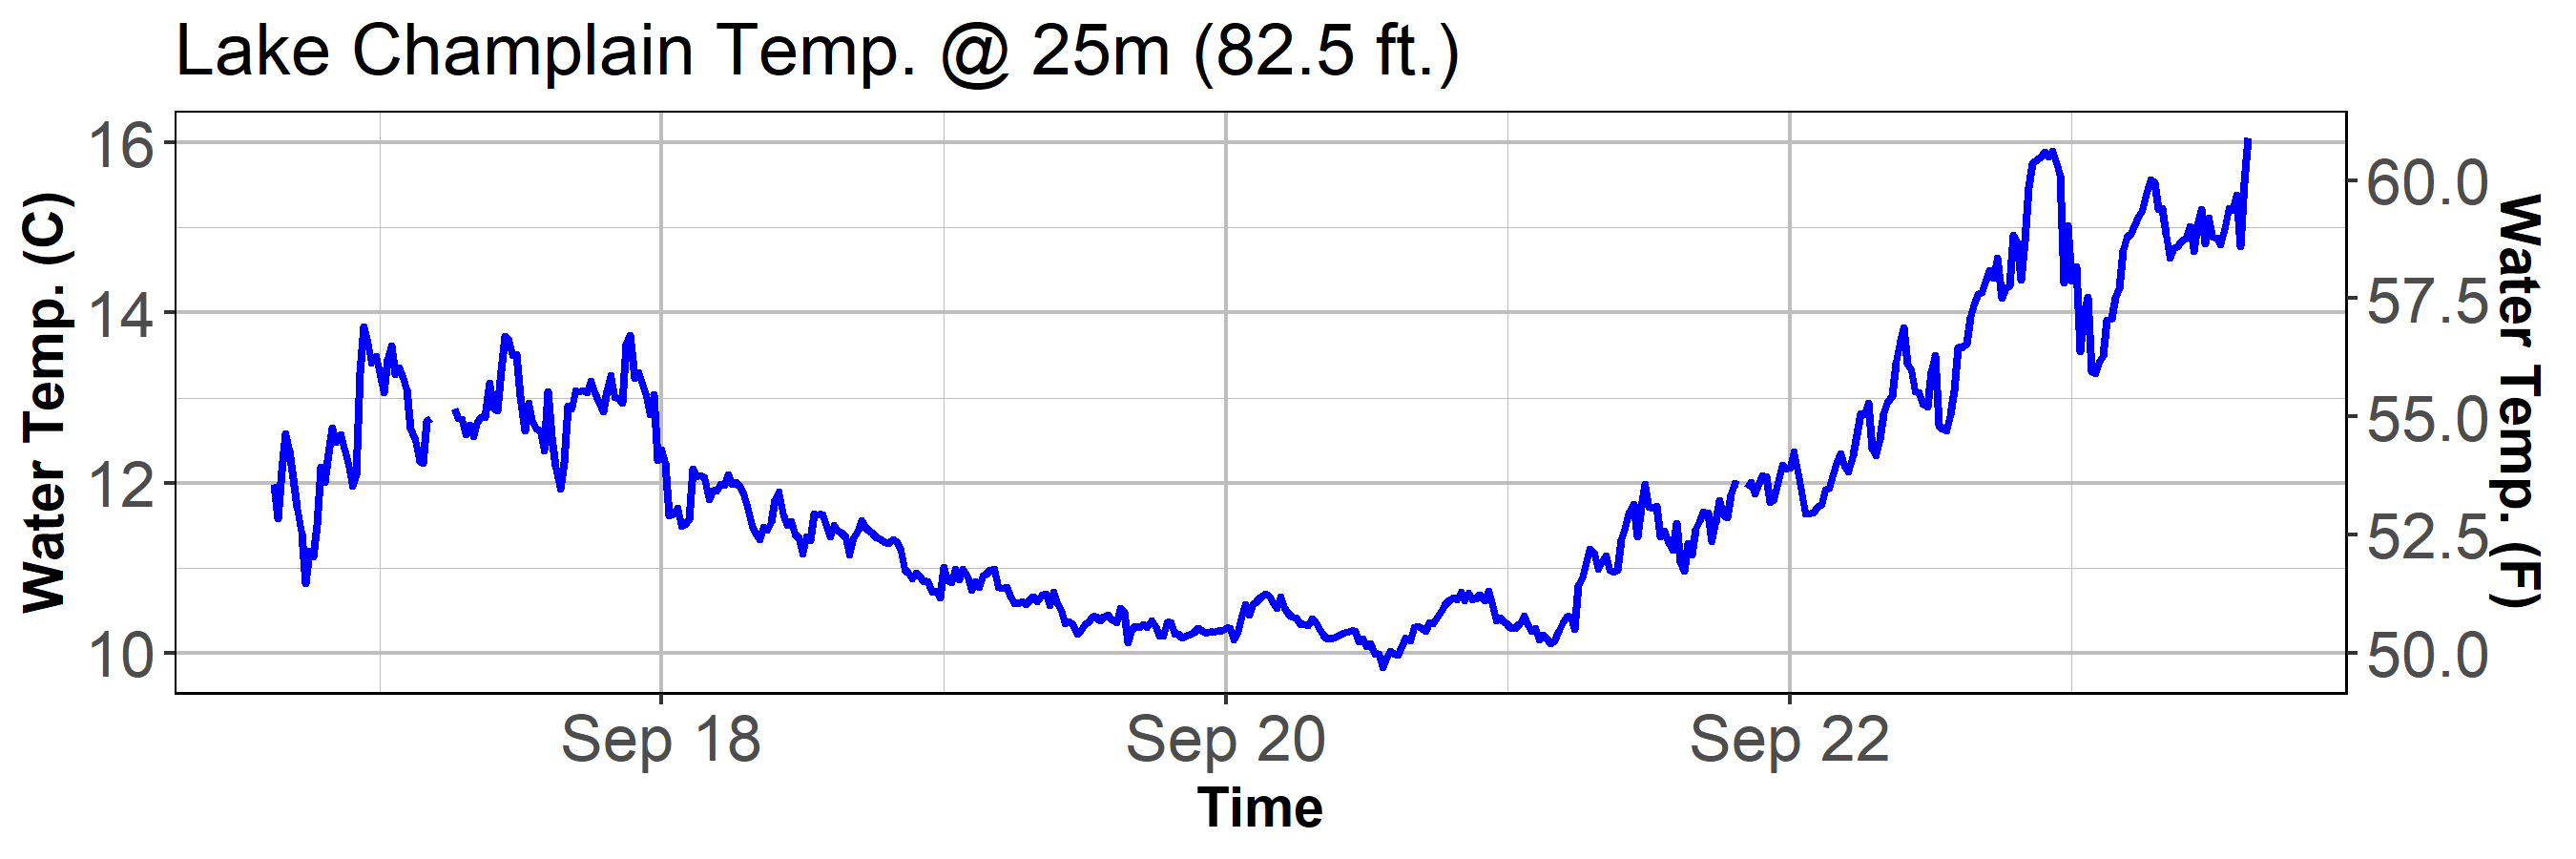 Lake Champlain Temp. @ 25m (82.5 ft.)
Water Temp. (C)
16
14
12
10
60.0
57.5
55.0
52.5
50.0
Water Temp. (F)
Sep 18
Sep 20
Sep 22
Time